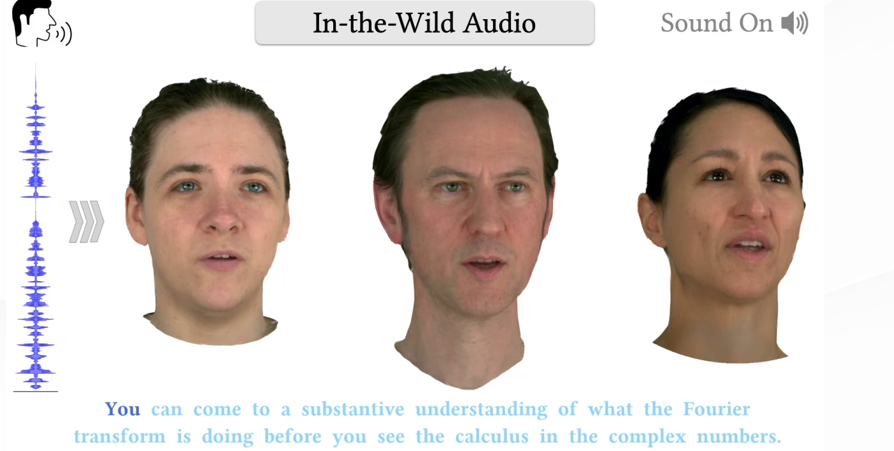 In-the-Wild Audio
Sound On
You can come to a substantive understanding of what the Fourier
transform is doing before you see the calculus in the complex numbers.